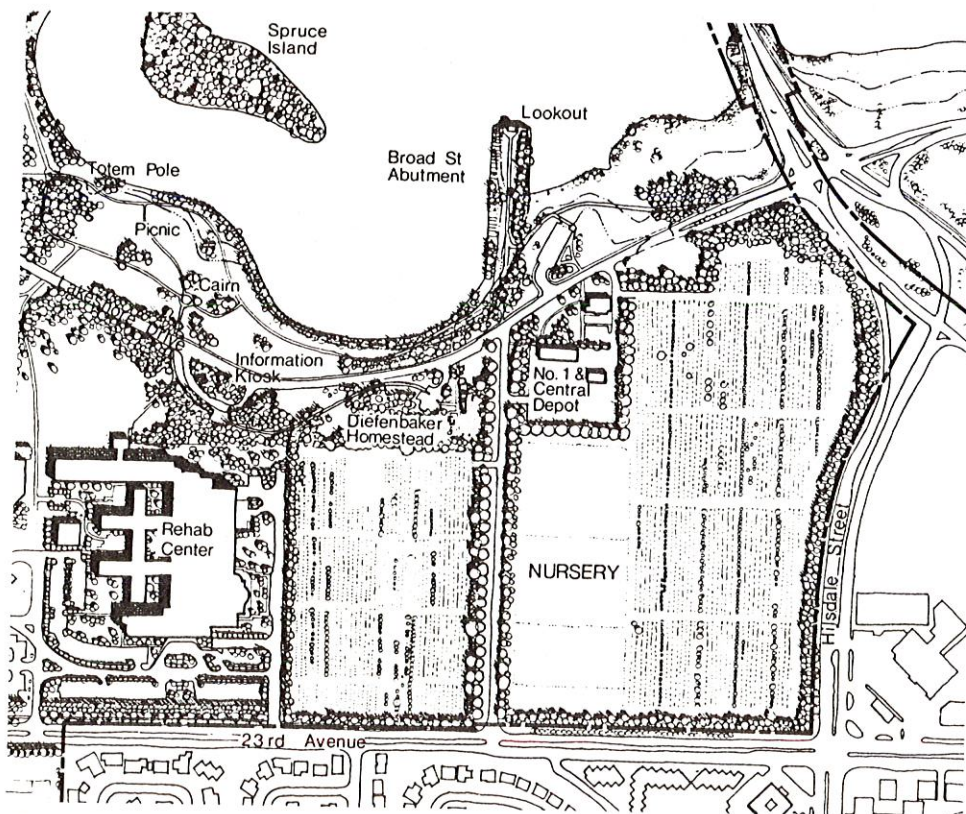 Spruce
Island
Lookout
Broad St
Abutment
Totem Pole
Picnic
Cairn
Information
Kiosk
No. 1 &
Central
Depot
Diefenbaker
Homestead
Rehab
Center
NURSERY
Hilsdale Street
23rd Avenue